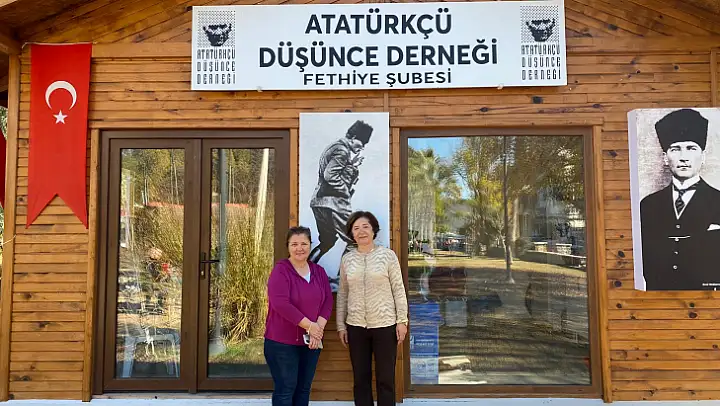 ATATÜRKÇÜ
DÜŞÜNCE DERNEĞİ
FETHİYE ŞUBESİ
ATATÜRKÇÜ
DÜŞÜNCE
DERNEĞİ
ATATÜRKÇÜ
DÜŞÜNCE
DERNEĞİ